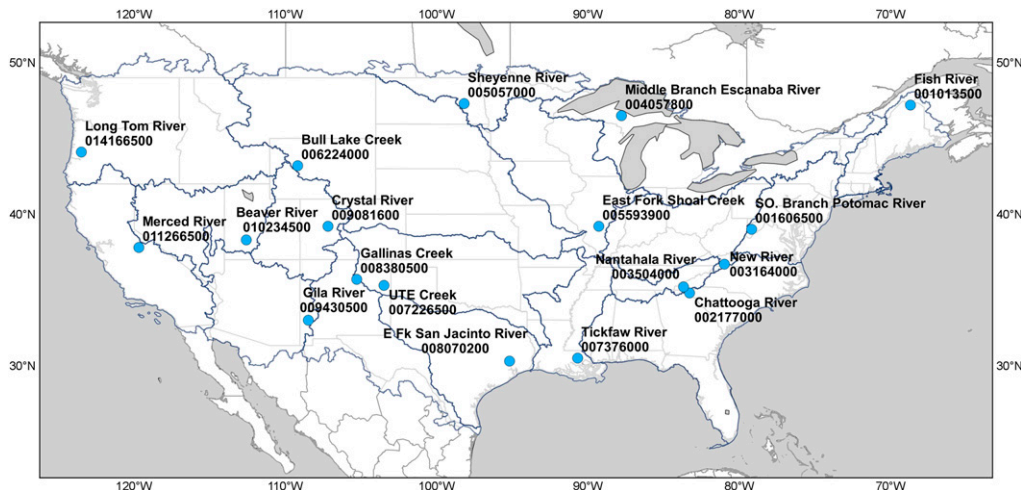 120°W 110°W 100°W 90°W 80°W 70°W
50°N 50°N
Sheyenne River
005057000
Middle Branch Escanaba River
004057800
Fish River
001013500
Long Tom River
014166500
Bull Lake Creek
006224000
40°N 40°N
Merced River
011266500
Beaver River
010234500
Crystal River
009081600
East Fork Shoal Creek
005593900
SO. Branch Potomac River
001606500
Gallinas Creek
008380500
Nantahala River
003504000
New River
003164000
Gila River
009430500
UTE Creek
007226500
Chattooga River
002177000
E Fk San Jacinto River
008070200
Tickfaw River
007376000
30°N 30°N
120°W 110°W 100°W 90°W 80°W 70°W